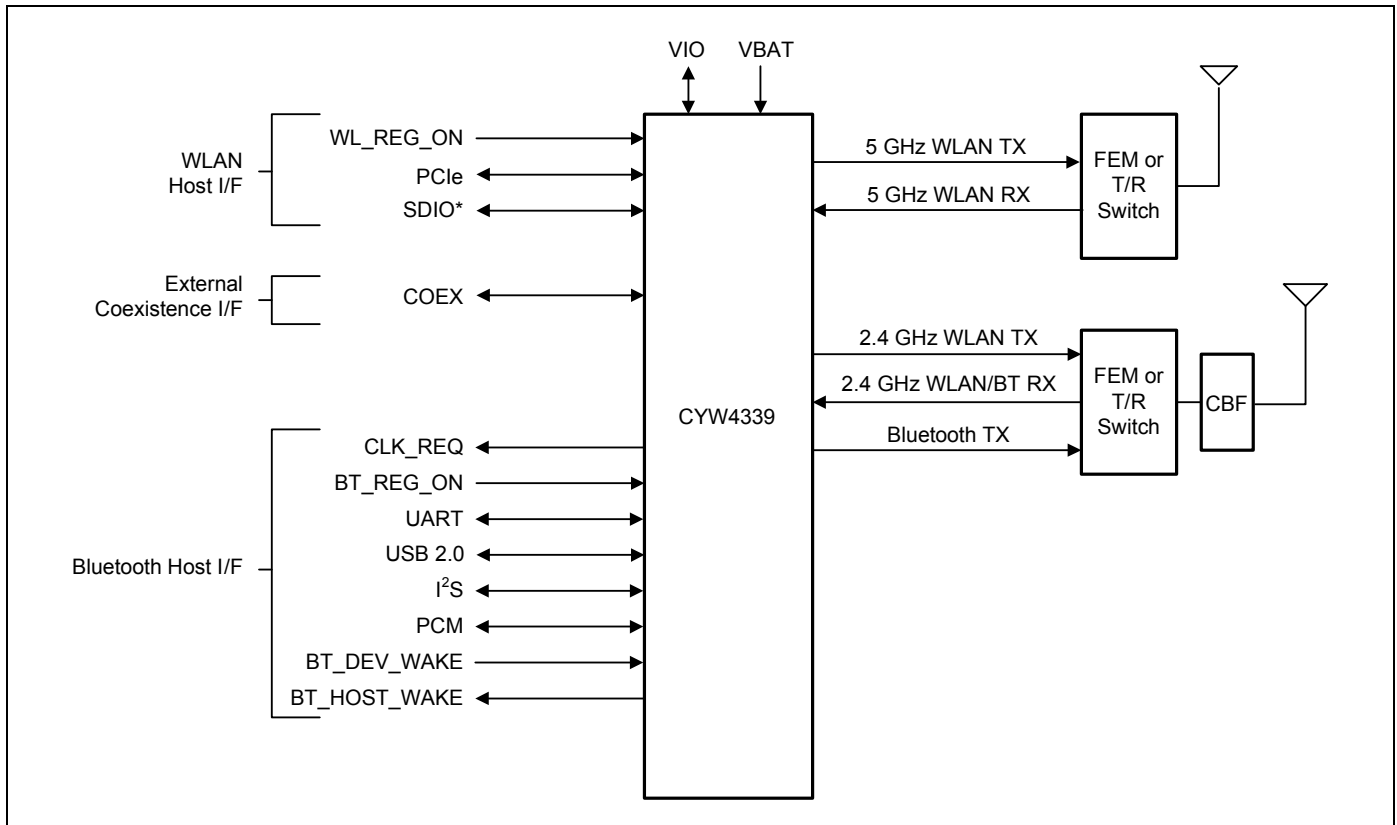 VIO
VBAT
WLAN
Host I/F
WL_REG_ON
PCIe
SDIO*
External
Coexistence I/F
COEX
Bluetooth Host I/F
CLK_REQ
BT_REG_ON
UART
USB 2.0
I²S
PCM
BT_DEV_WAKE
BT_HOST_WAKE
CYW4339
5 GHz WLAN TX
5 GHz WLAN RX
FEM or
T/R
Switch
2.4 GHz WLAN TX
2.4 GHz WLAN/BT RX
Bluetooth TX
FEM or
T/R
Switch
CBF